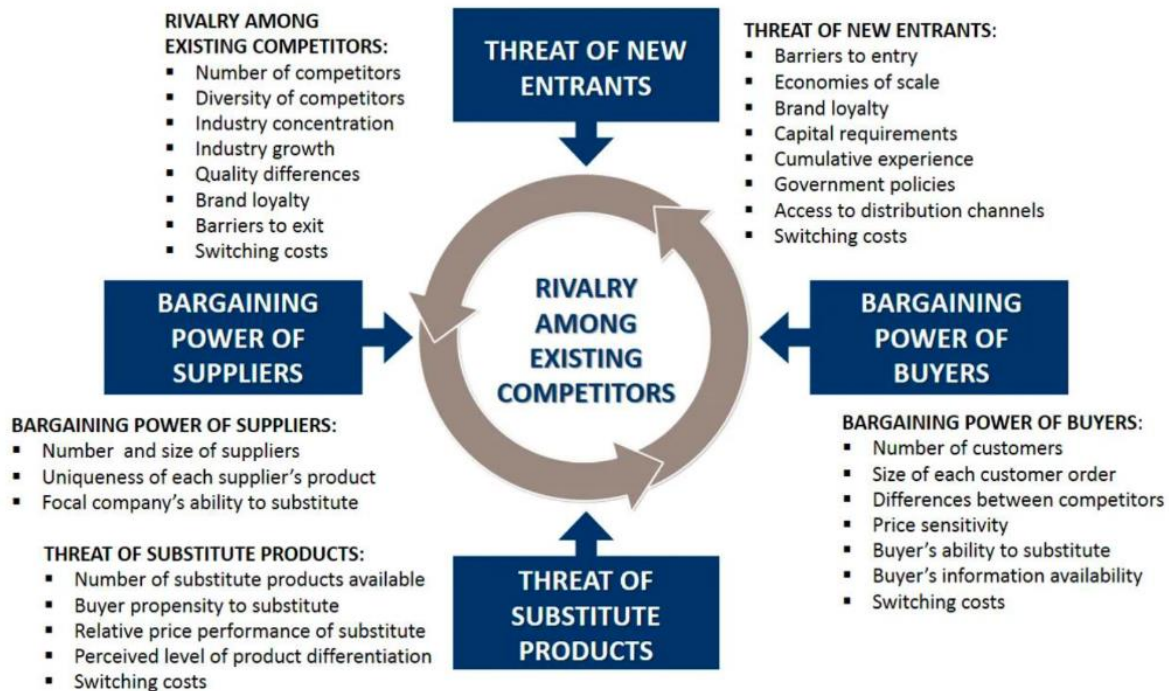 RIVALRY AMONG
EXISTING COMPETITORS:
▪ Number of competitors
▪ Diversity of competitors
▪ Industry concentration
▪ Industry growth
▪ Quality differences
▪ Brand loyalty
▪ Barriers to exit
▪ Switching costs
THREAT OF NEW
ENTRANTS
THREAT OF NEW ENTRANTS:
▪ Barriers to entry
▪ Economies of scale
▪ Brand loyalty
▪ Capital requirements
▪ Cumulative experience
▪ Government policies
▪ Access to distribution channels
▪ Switching costs
BARGAINING
POWER OF
SUPPLIERS
RIVALRY
AMONG
EXISTING
COMPETITORS
BARGAINING
POWER OF
BUYERS
BARGAINING POWER OF SUPPLIERS:
▪ Number and size of suppliers
▪ Uniqueness of each supplier’s product
▪ Focal company’s ability to substitute
BARGAINING POWER OF BUYERS:
▪ Number of customers
▪ Size of each customer order
▪ Differences between competitors
▪ Price sensitivity
▪ Buyer’s ability to substitute
▪ Buyer’s information availability
▪ Switching costs
THREAT OF SUBSTITUTE PRODUCTS:
▪ Number of substitute products available
▪ Buyer propensity to substitute
▪ Relative price performance of substitute
▪ Perceived level of product differentiation
▪ Switching costs
THREAT OF
SUBSTITUTE
PRODUCTS